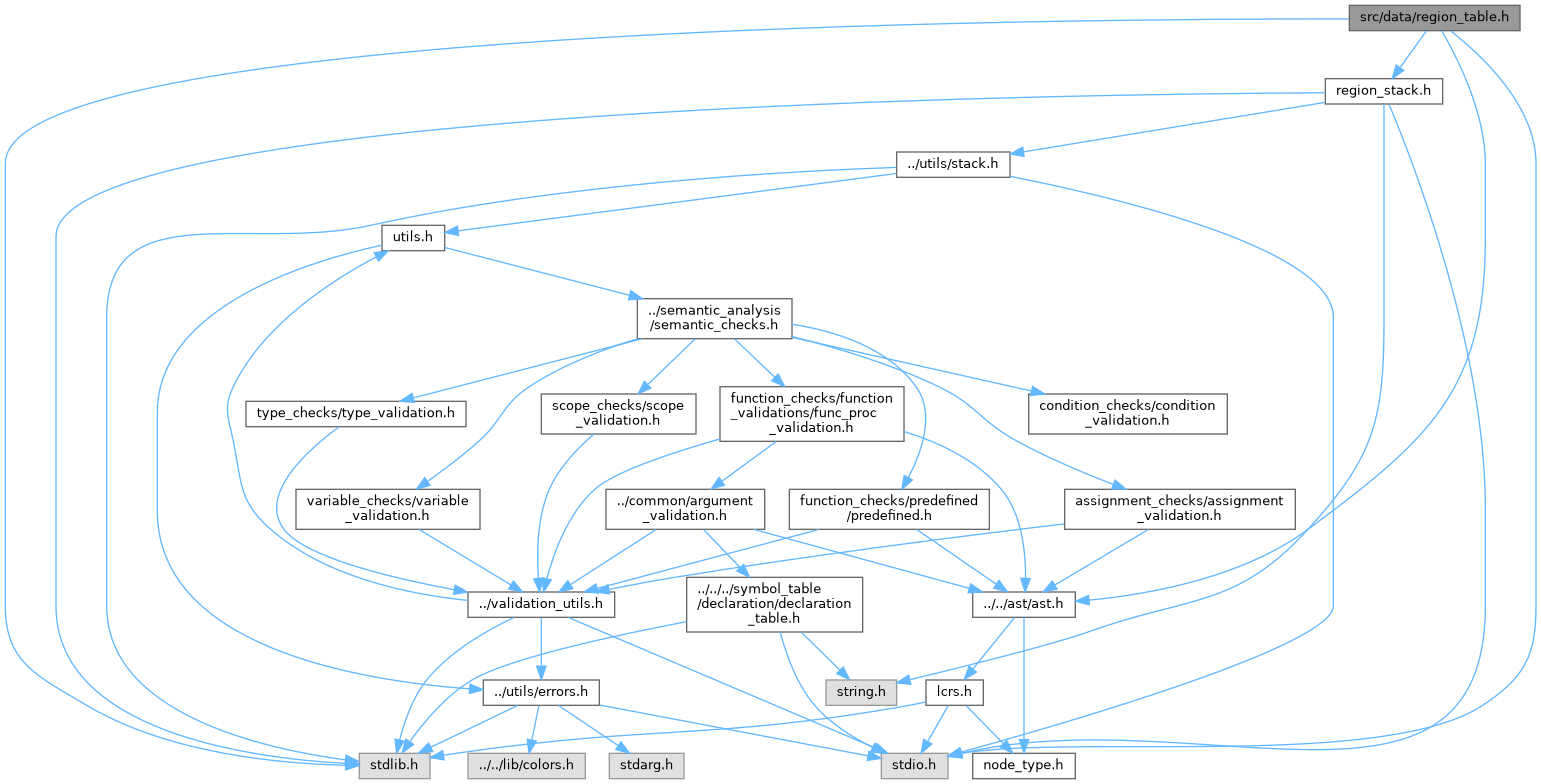 src/data/region_table.h
region_stack.h
../utils/stack.h
utils.h
../semantic_analysis
/semantic_checks.h
type_checks/type_validation.h
scope_checks/scope
_validation.h
function_checks/function
_validations/func_proc
_validation.h
condition_checks/condition
_validation.h
variable_checks/variable
_validation.h
../common/argument
_validation.h
function_checks/predefined
/predefined.h
assignment_checks/assignment
_validation.h
../validation_utils.h
../../../symbol_table
/declaration/declaration
_table.h
../../ast/ast.h
../utils/errors.h
string.h
lcrs.h
stdlib.h
../../lib/colors.h
stdarg.h
stdio.h
node_type.h